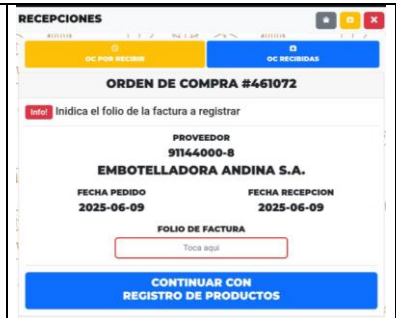 RECEPCIONES
OC POR RECIBIR
OC RECIBIDAS
ORDEN DE COMPRA #461072
Info! Inidica el folio de la factura a registrar
PROVEEDOR
91144000-8
EMBOTELLADORA ANDINA S.A.
FECHA PEDIDO
FECHA RECEPCION
2025-06-09
2025-06-09
FOLIO DE FACTURA
Toca aqui
CONTINUAR CON
REGISTRO DE PRODUCTOS